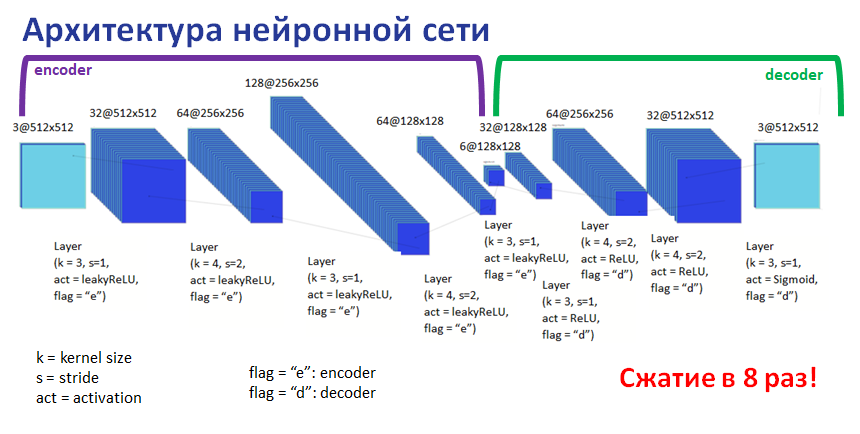 Архитектура нейронной сети
encoder
decoder
3@512x512
32@512x512
64@256x256
128@256x256
64@128x128
6@128x128
32@128x128
64@256x256
32@512x512
3@512x512
Layer
(k = 3, s=1,
act = leakyReLU,
flag = “e”)
Layer
(k = 4, s=2,
act = leakyReLU,
flag = “e”)
Layer
(k = 3, s=1,
act = leakyReLU,
flag = “e”)
Layer
(k = 4, s=2,
act = leakyReLU,
flag = “e”)
Layer
(k = 3, s=1,
act = leakyReLU,
flag = “e”)
Layer
(k = 3, s=1,
act = ReLU,
flag = “d”)
Layer
(k = 4, s=2,
act = ReLU,
flag = “d”)
Layer
(k = 4, s=2,
act = ReLU,
flag = “d”)
Layer
(k = 3, s=1,
act = Sigmoid,
flag = “d”)
k = kernel size
s = stride
act = activation
flag = “e”: encoder
flag = “d”: decoder
Сжатие в 8 раз!